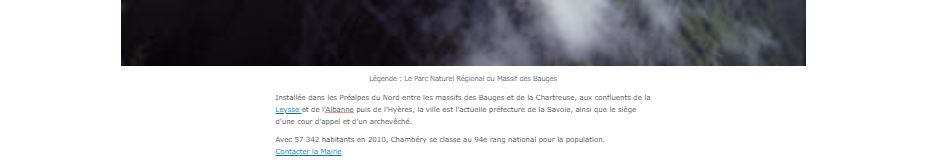 Légende : Le Parc Naturel Régional du Massif des Bauges
Installée dans les Préalpes du Nord entre les massifs des Bauges et de la Chartreuse, aux confluents de la
Leysse et de l'Albanne puis de l'Hyères, la ville est l'actuelle préfecture de la Savoie, ainsi que le siège
d'une cour d'appel et d'un archevêché.
Avec 57 342 habitants en 2010, Chambéry se classe au 94e rang national pour la population.
Contacter la Mairie